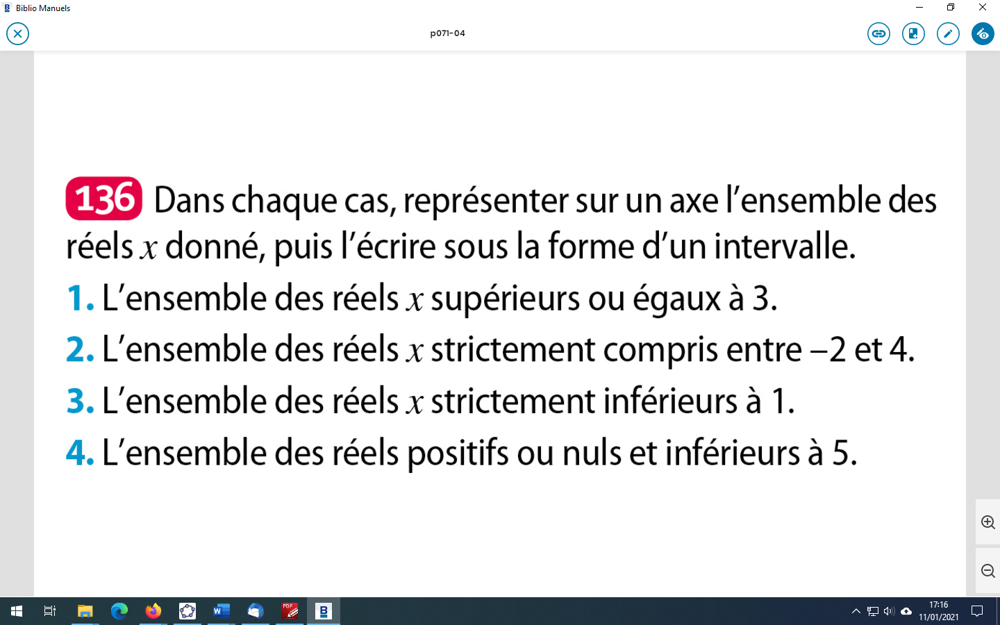 Biblio Manuels
p071-04
136 Dans chaque cas, représenter sur un axe l'ensemble des
réels x donné, puis l'écrire sous la forme d'un intervalle.
1. L'ensemble des réels x supérieurs ou égaux à 3.
2. L'ensemble des réels x strictement compris entre –2 et 4.
3. L'ensemble des réels x strictement inférieurs à 1.
4. L'ensemble des réels positifs ou nuls et inférieurs à 5.
17:16
11/01/2021